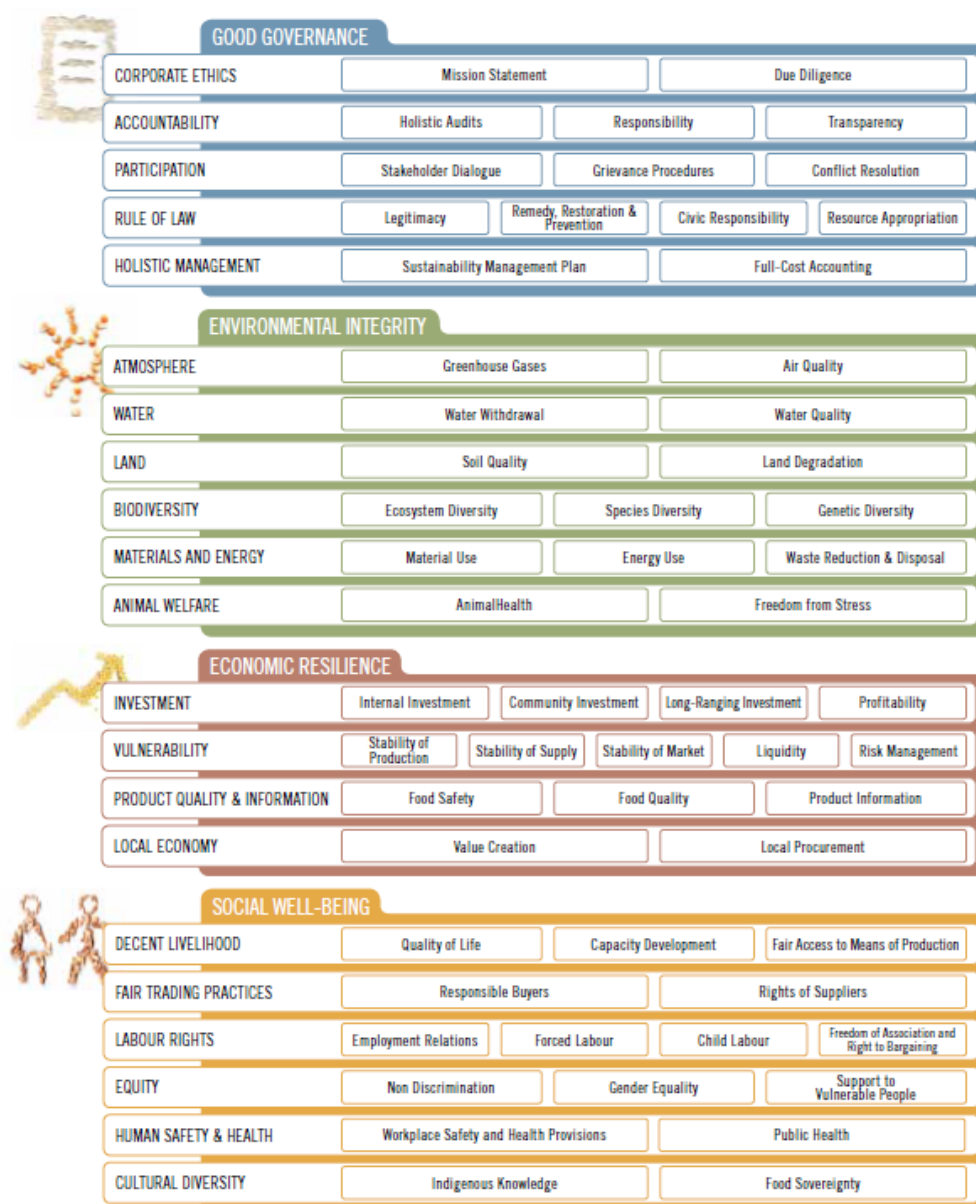 GOOD GOVERNANCE
CORPORATE ETHICS Mission Statement Due Diligence
ACCOUNTABILITY Holistic Audits Responsibility Transparency
PARTICIPATION Stakeholder Dialogue Grievance Procedures Conflict Resolution
RULE OF LAW Legitimacy Remedy, Restoration & Prevention Civic Responsibility Resource Appropriation
HOLISTIC MANAGEMENT Sustainability Management Plan Full-Cost Accounting
ENVIRONMENTAL INTEGRITY
ATMOSPHERE Greenhouse Gases Air Quality
WATER Water Withdrawal Water Quality
LAND Soil Quality Land Degradation
BIODIVERSITY Ecosystem Diversity Species Diversity Genetic Diversity
MATERIALS AND ENERGY Material Use Energy Use Waste Reduction & Disposal
ANIMAL WELFARE AnimalHealth Freedom from Stress
ECONOMIC RESILIENCE
INVESTMENT Internal Investment Community Investment Long-Ranging Investment Profitability
VULNERABILITY Stability of Production Stability of Supply Stability of Market Liquidity Risk Management
PRODUCT QUALITY & INFORMATION Food Safety Food Quality Product Information
LOCAL ECONOMY Value Creation Local Procurement
SOCIAL WELL-BEING
DECENT LIVELIHOOD Quality of Life Capacity Development Fair Access to Means of Production
FAIR TRADING PRACTICES Responsible Buyers Rights of Suppliers
LABOUR RIGHTS Employment Relations Forced Labour Child Labour Freedom of Association and Right to Bargaining
EQUITY Non Discrimination Gender Equality Support to Vulnerable People
HUMAN SAFETY & HEALTH Workplace Safety and Health Provisions Public Health
CULTURAL DIVERSITY Indigenous Knowledge Food Sovereignty